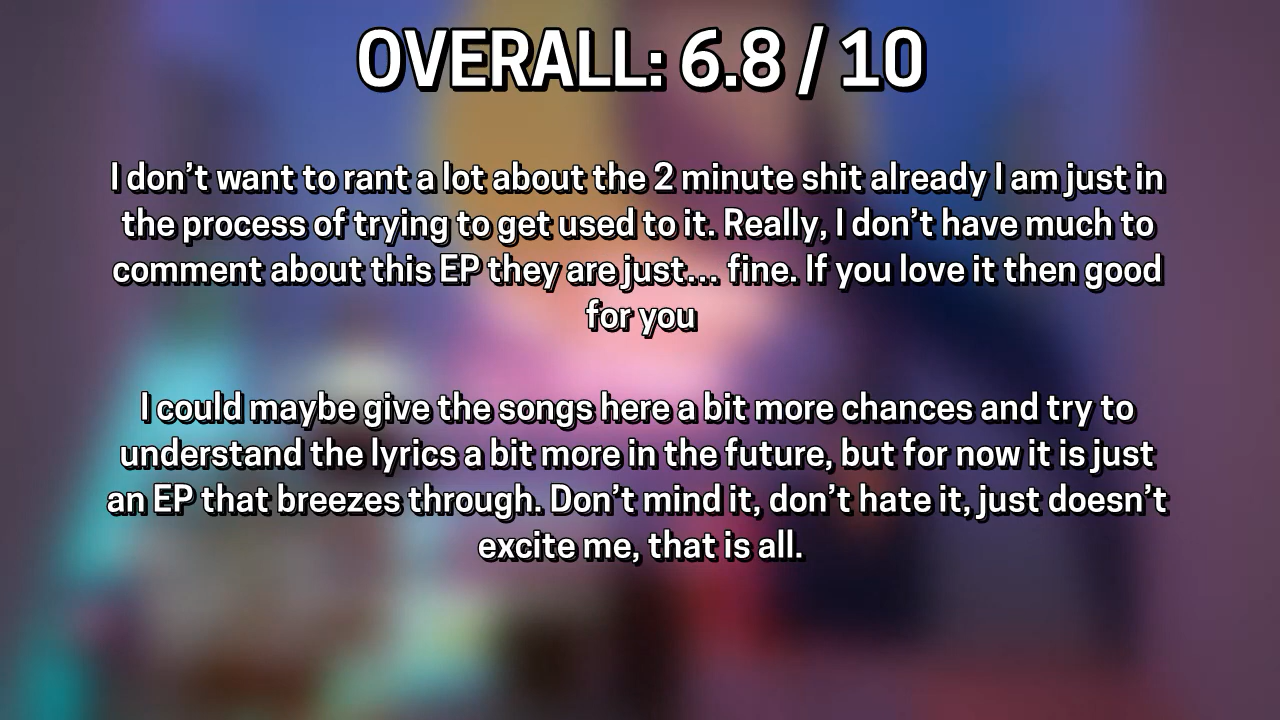 OVERALL: 6.8 / 10
I don’t want to rant a lot about the 2 minute shit already I am just in
the process of trying to get used to it. Really, I don’t have much to
comment about this EP they are just... fine. If you love it then good
for you
I could maybe give the songs here a bit more chances and try to
understand the lyrics a bit more in the future, but for now it is just
an EP that breezes through. Don’t mind it, don’t hate it, just doesn’t
excite me, that is all.